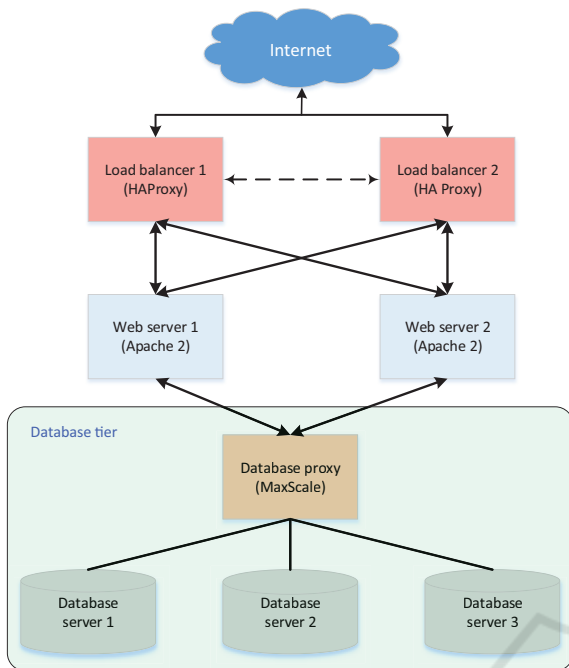 Internet
Load balancer 1
(HAProxy)
Load balancer 2
(HA Proxy)
Web server 1
(Apache 2)
Web server 2
(Apache 2)
Database tier
Database proxy
(MaxScale)
Database
server 1
Database
server 2
Database
server 3